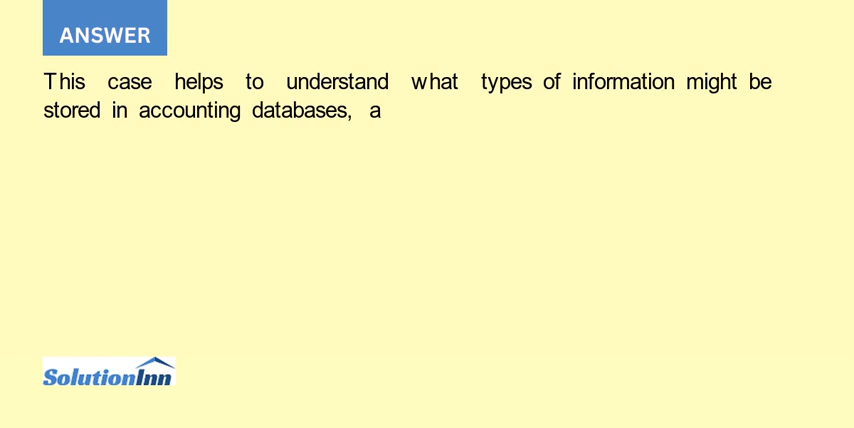 ANSWER
This case helps to understand what types of information might be
stored in accounting databases, a
SolutionInn